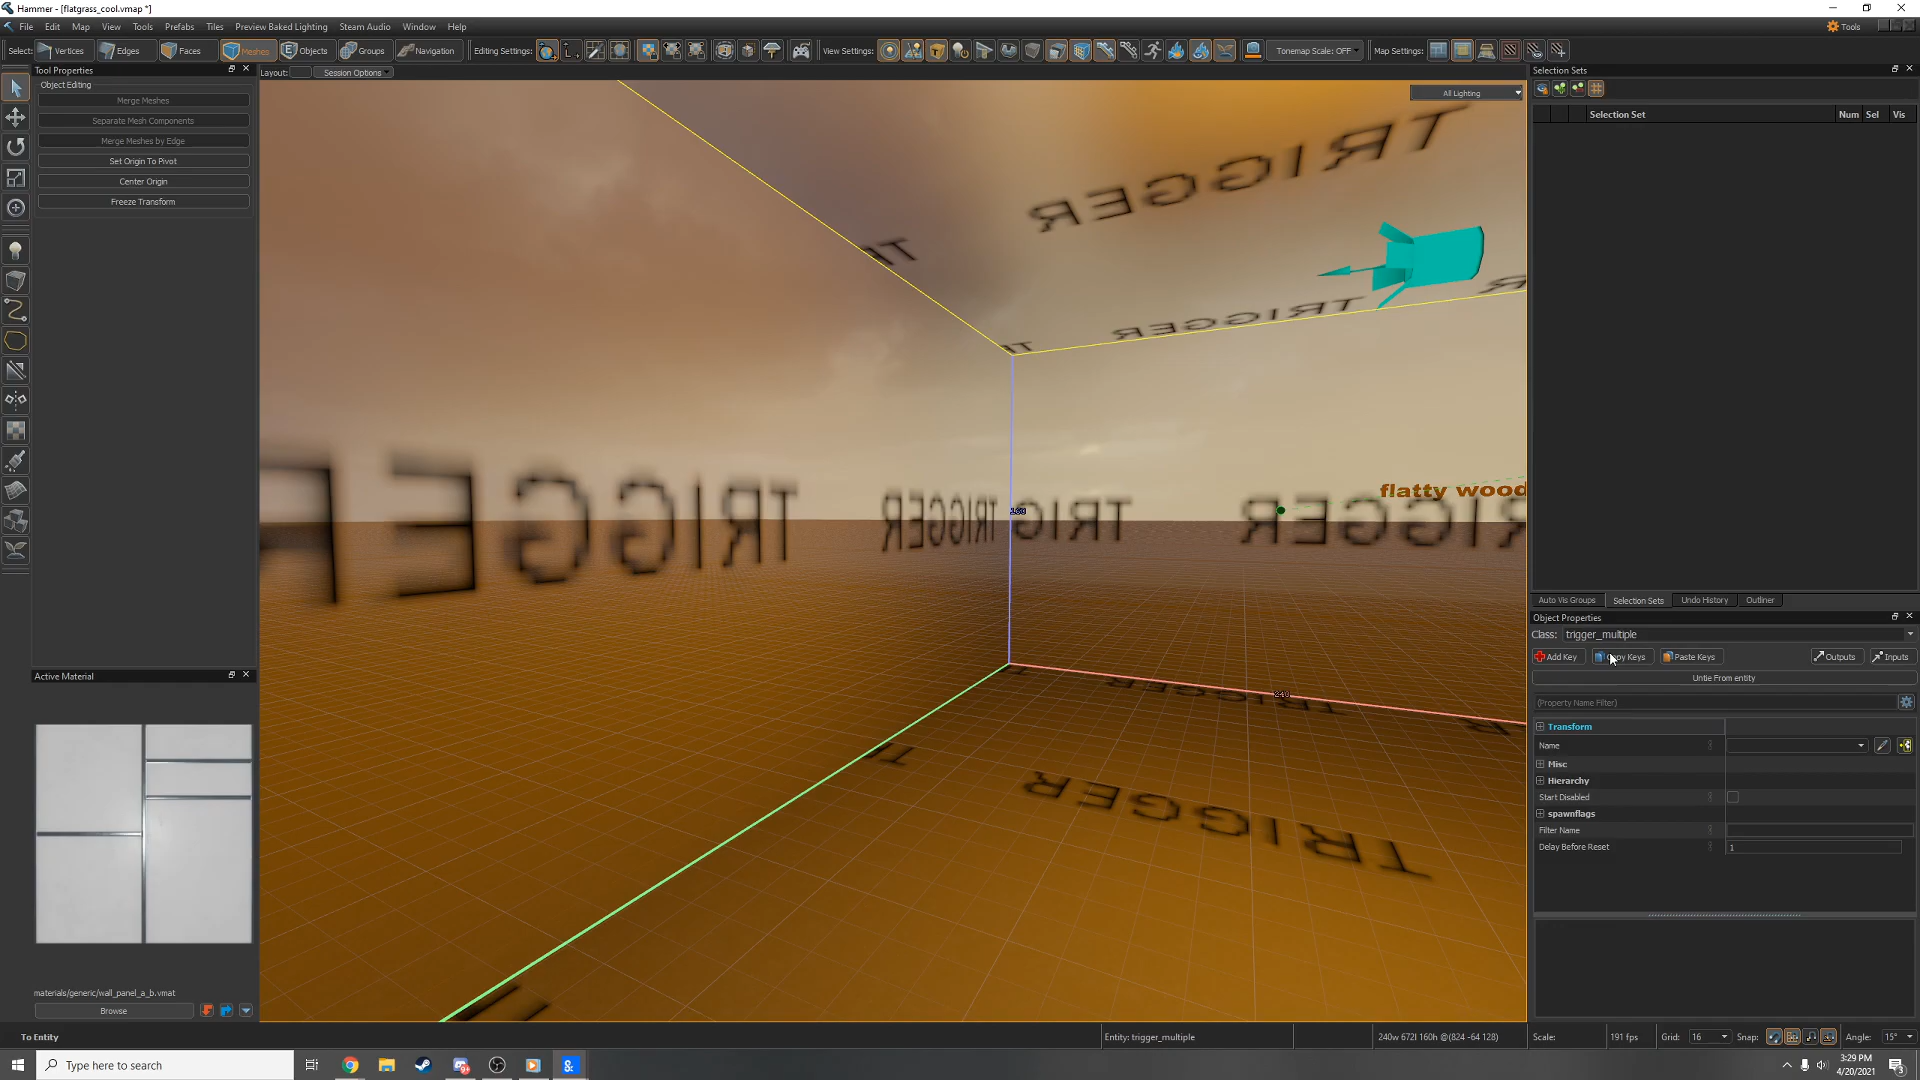 Hammer - [flatgrass_cool.vmap *]
File Edit Map View Tools Prefabs Tiles Preview Baked Lighting Steam Audio Window Help
Tools
Select: Vertices Edges Faces Meshes Objects Groups Navigation Editing Settings: View Settings: Tonemap Scale: OFF Map Settings:
Tool Properties
Layout: Session Options
Selection Sets
Object Editing
Merge Meshes
Separate Mesh Components
Merge Meshes by Edge
Set Origin To Pivot
Center Origin
Freeze Transform
All Lighting
Selection Set Num Sel Vis
TRIGGER
TRIGGER
flatty wood
TRIGGER
TRIGGER
TRIGGER
TRIGGER
160
240
TRIGGER
TRIGGER
Auto Vis Groups Selection Sets Undo History Outliner
Object Properties
Class: trigger_multiple
Add Key Copy Keys Paste Keys Outputs Inputs
Untie From entity
(Property Name Filter)
Transform
Name
Misc
Hierarchy
Start Disabled
spawnflags
Filter Name
Delay Before Reset 1
Active Material
materials/generic/wall_panel_a_b.vmat
Browse
To Entity
Entity: trigger_multiple
240w 672l 160h @(824 -64 128)
Scale:
191 fps
Grid: 16
Snap:
Angle: 15°
Type here to search
3:29 PM
4/20/2021
3